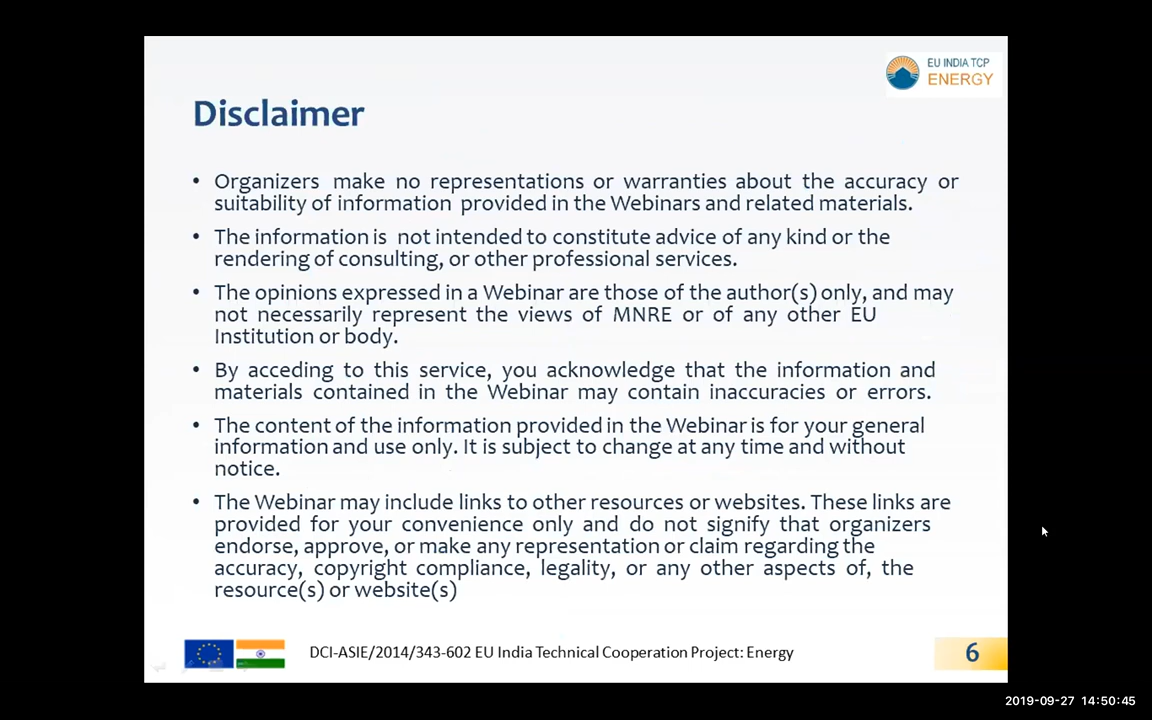 EU INDIA TCP
ENERGY
Disclaimer
• Organizers make no representations or warranties about the accuracy or
suitability of information provided in the Webinars and related materials.
• The information is not intended to constitute advice of any kind or the
rendering of consulting, or other professional services.
• The opinions expressed in a Webinar are those of the author(s) only, and may
not necessarily represent the views of MNRE or of any other EU
Institution or body.
• By acceding to this service, you acknowledge that the information and
materials contained in the Webinar may contain inaccuracies or errors.
• The content of the information provided in the Webinar is for your general
information and use only. It is subject to change at any time and without
notice.
• The Webinar may include links to other resources or websites. These links are
provided for your convenience only and do not signify that organizers
endorse, approve, or make any representation or claim regarding the
accuracy, copyright compliance, legality, or any other aspects of, the
resource(s) or website(s)
DCI-ASIE/2014/343-602 EU India Technical Cooperation Project: Energy
6
2019-09-27 14:50:45